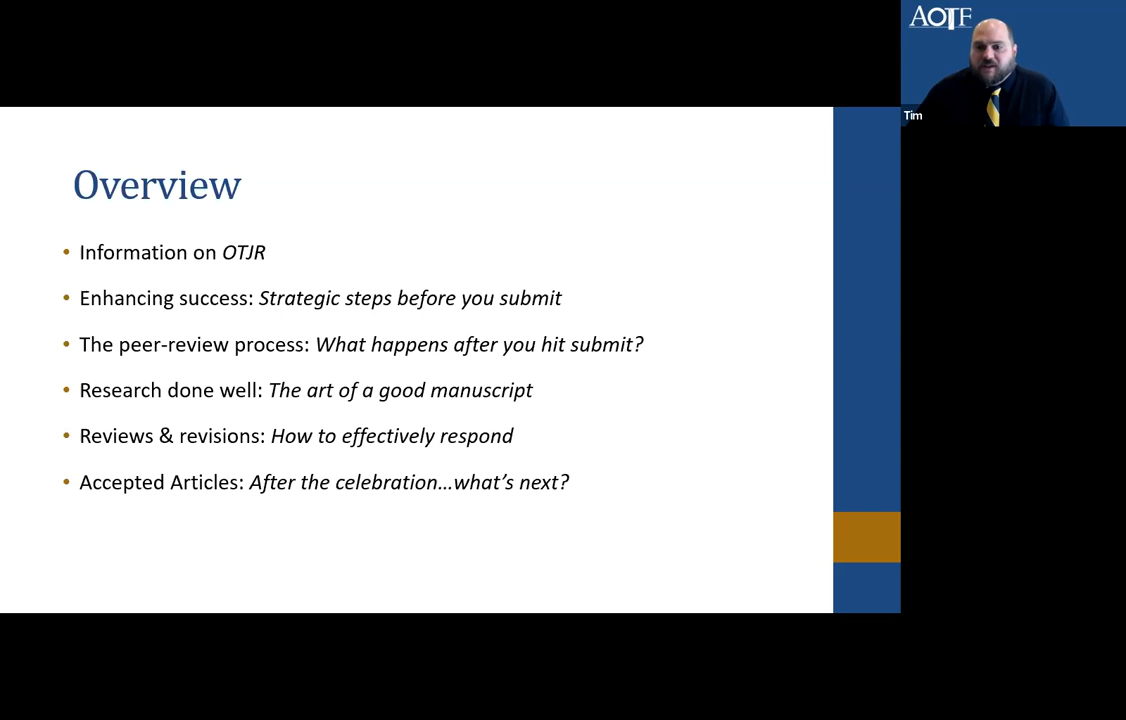 AOTF
Tim
Overview
• Information on OTJR
• Enhancing success: Strategic steps before you submit
• The peer-review process: What happens after you hit submit?
• Research done well: The art of a good manuscript
• Reviews & revisions: How to effectively respond
• Accepted Articles: After the celebration…what’s next?